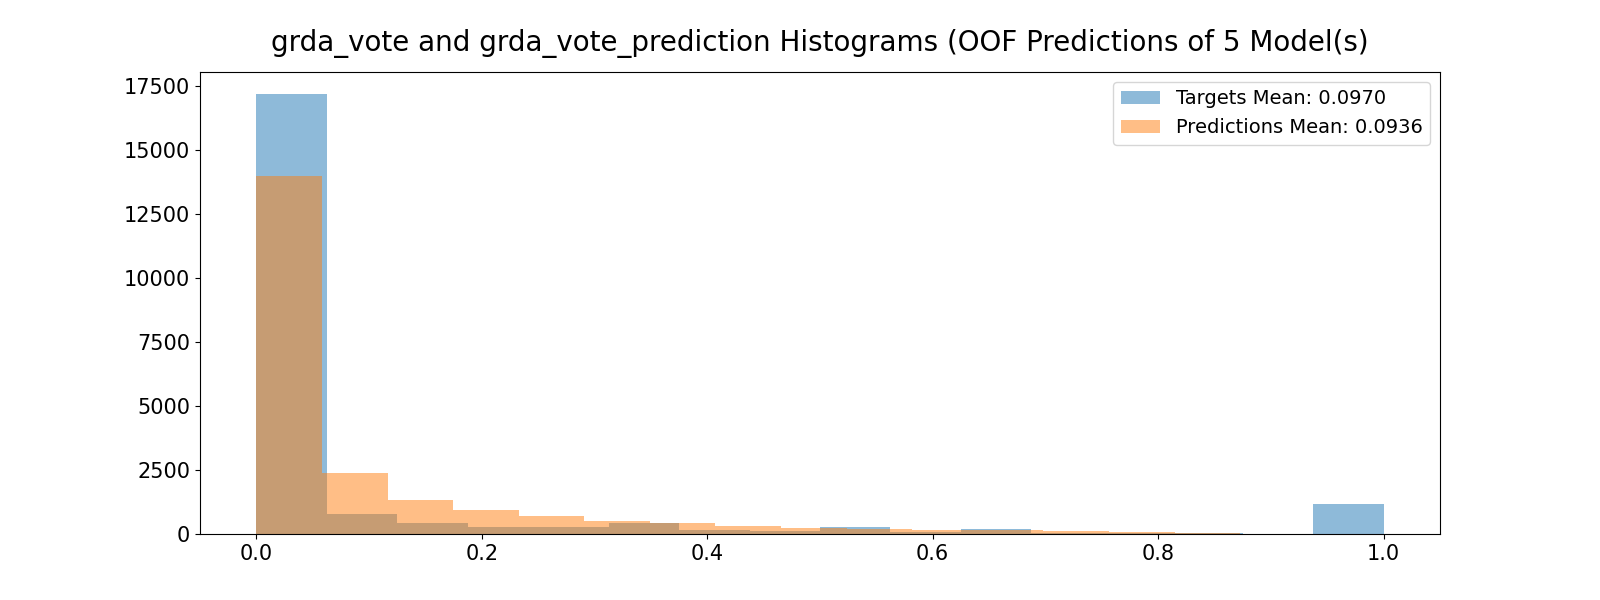 grda_vote and grda_vote_prediction Histograms (OOF Predictions of 5 Model(s)
Targets Mean: 0.0970
Predictions Mean: 0.0936
17500
15000
12500
10000
7500
5000
2500
0
0.0 0.2 0.4 0.6 0.8 1.0